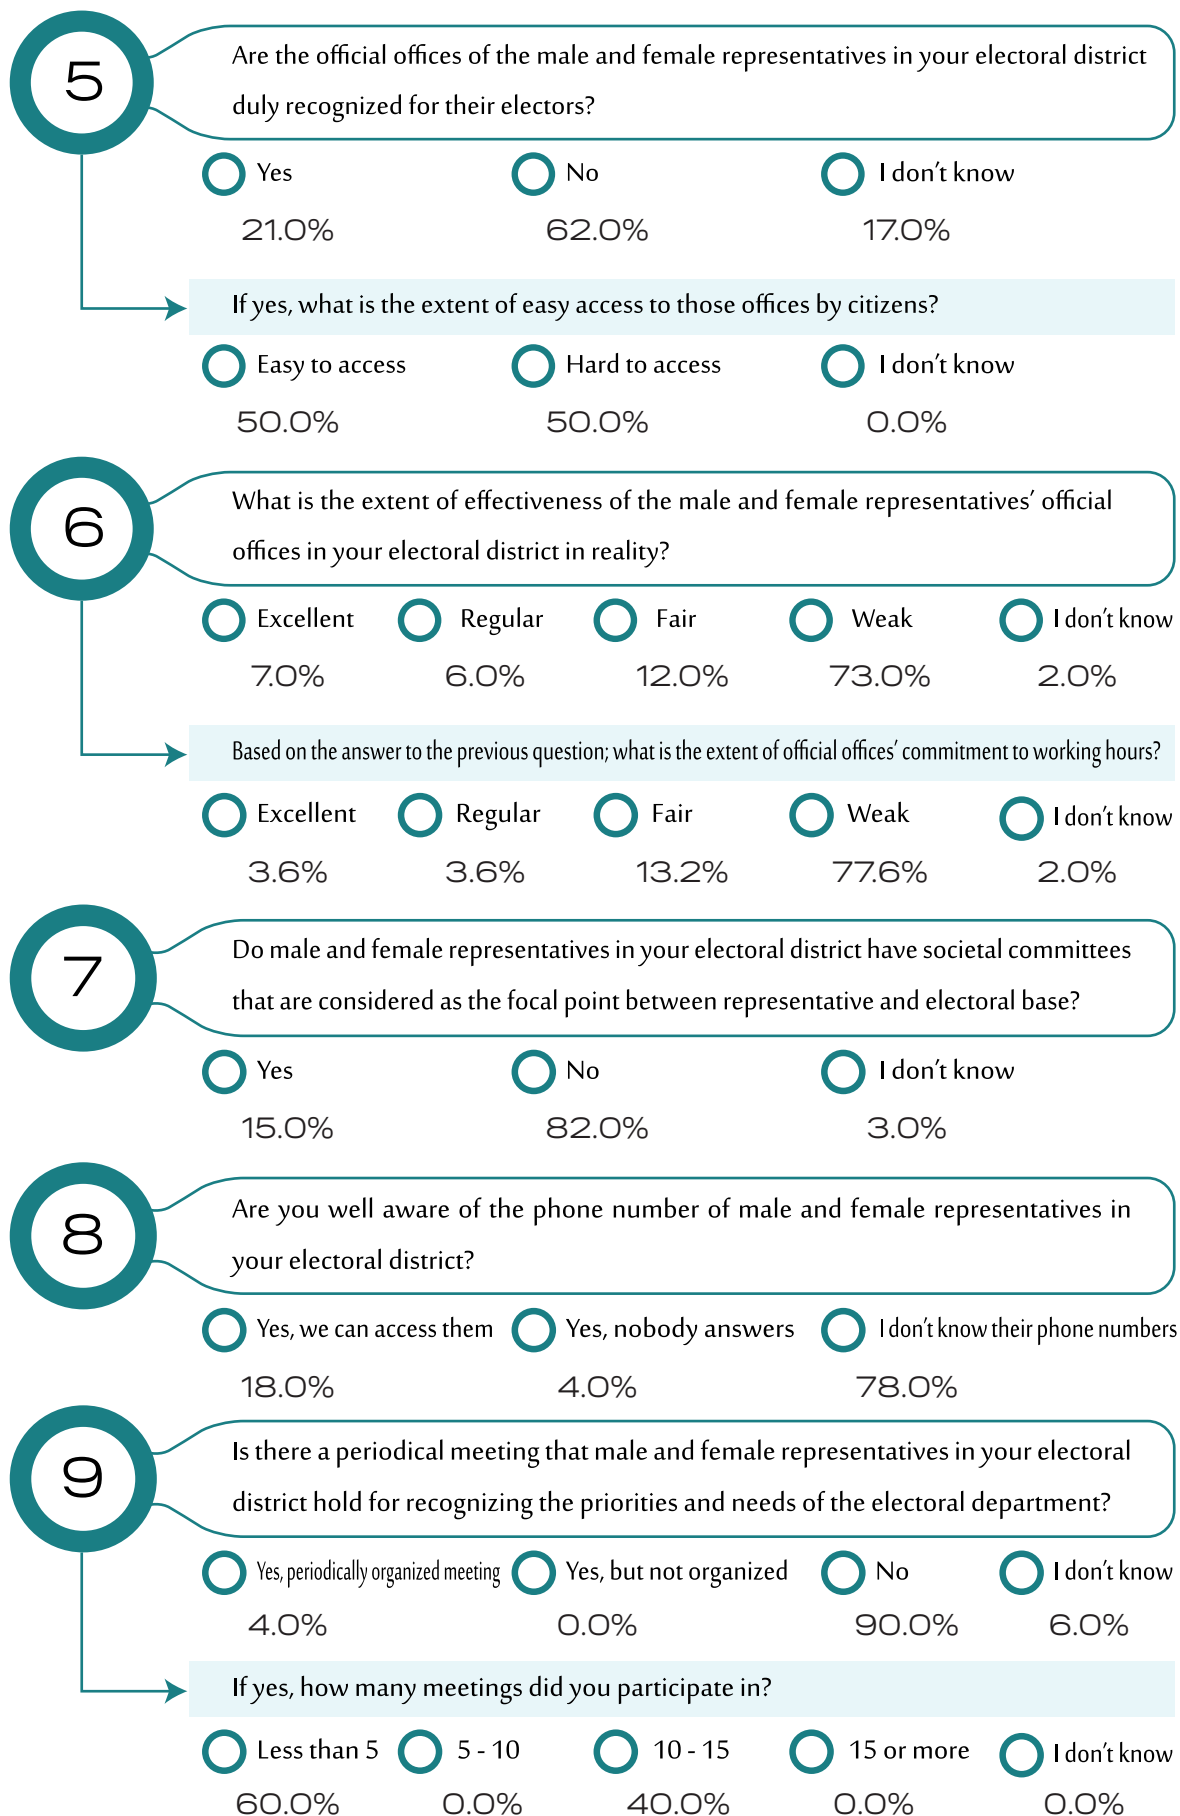 5
Are the official offices of the male and female representatives in your electoral district
duly recognized for their electors?
Yes No I don't know
21.0% 62.0% 17.0%
If yes, what is the extent of easy access to those offices by citizens?
Easy to access Hard to access I don't know
50.0% 50.0% 0.0%
6
What is the extent of effectiveness of the male and female representatives' official
offices in your electoral district in reality?
Excellent Regular Fair Weak I don't know
7.0% 6.0% 12.0% 73.0% 2.0%
Based on the answer to the previous question; what is the extent of official offices' commitment to working hours?
Excellent Regular Fair Weak I don't know
3.6% 3.6% 13.2% 77.6% 2.0%
7
Do male and female representatives in your electoral district have societal committees
that are considered as the focal point between representative and electoral base?
Yes No I don't know
15.0% 82.0% 3.0%
8
Are you well aware of the phone number of male and female representatives in
your electoral district?
Yes, we can access them Yes, nobody answers I don't know their phone numbers
18.0% 4.0% 78.0%
9
Is there a periodical meeting that male and female representatives in your electoral
district hold for recognizing the priorities and needs of the electoral department?
Yes, periodically organized meeting Yes, but not organized No I don't know
4.0% 0.0% 90.0% 6.0%
If yes, how many meetings did you participate in?
Less than 5 5 - 10 10 - 15 15 or more I don't know
60.0% 0.0% 40.0% 0.0% 0.0%